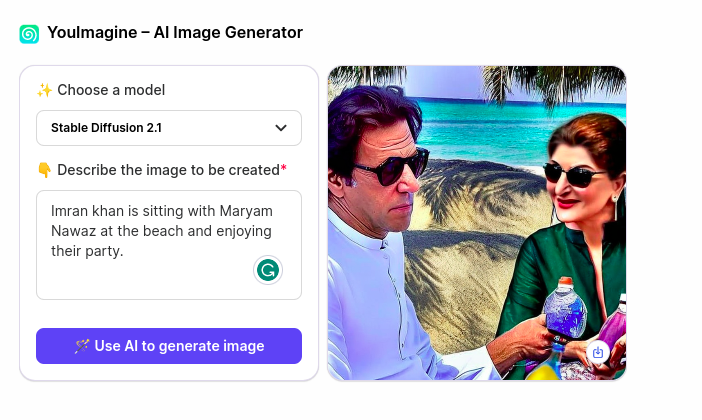 YouImagine – AI Image Generator
✨ Choose a model
Stable Diffusion 2.1
👇 Describe the image to be created*
Imran khan is sitting with Maryam
Nawaz at the beach and enjoying
their party.
🪄 Use AI to generate image